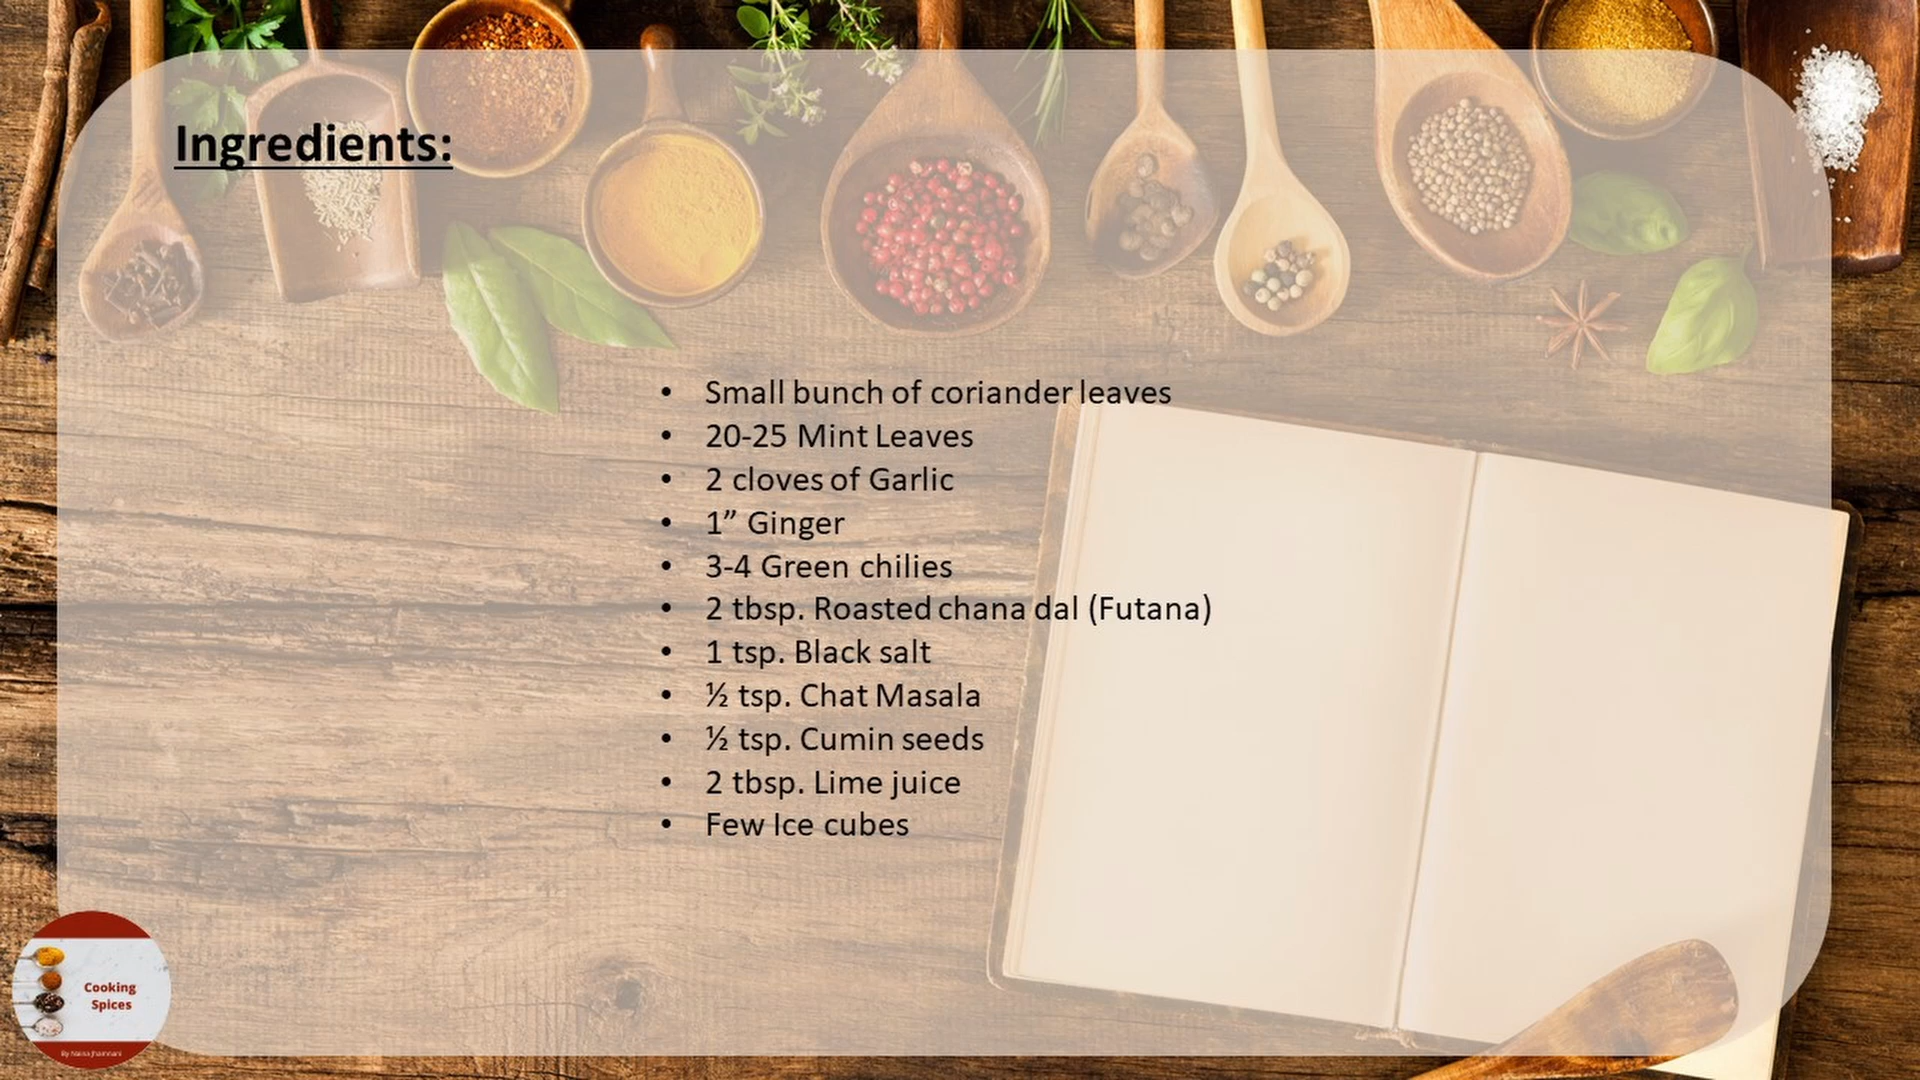 Ingredients:
• Small bunch of coriander leaves
• 20-25 Mint Leaves
• 2 cloves of Garlic
• 1” Ginger
• 3-4 Green chilies
• 2 tbsp. Roasted chana dal (Futana)
• 1 tsp. Black salt
• ½ tsp. Chat Masala
• ½ tsp. Cumin seeds
• 2 tbsp. Lime juice
• Few Ice cubes
Cooking
Spices